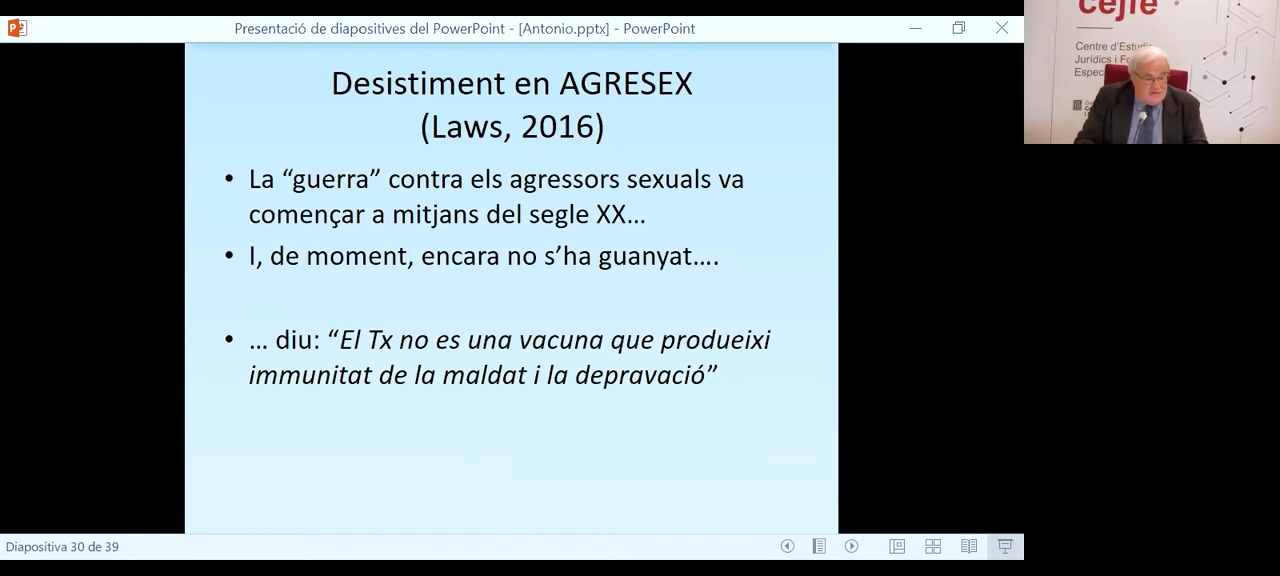 Presentació de diapositives del PowerPoint - [Antonio.pptx] - PowerPoint
Desistiment en AGRESEX
(Laws, 2016)
• La “guerra” contra els agressors sexuals va
començar a mitjans del segle XX…
• I, de moment, encara no s’ha guanyat….
• … diu: “El Tx no es una vacuna que produeixi
immunitat de la maldat i la depravació”
Diapositiva 30 de 39
cejfe
Centre d'Estudis
Jurídics i